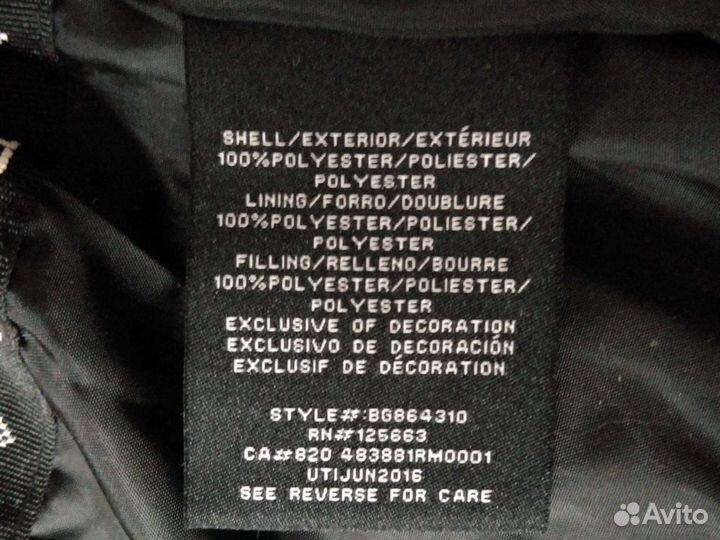 SHELL/EXTERIOR/EXTÉRIEUR
100%POLYESTER/POLIESTER/
POLYESTER
LINING/FORRO/DOUBLURE
100%POLYESTER/POLIESTER/
POLYESTER
FILLING/RELLENO/BOURRE
100%POLYESTER/POLIESTER/
POLYESTER
EXCLUSIVE OF DECORATION
EXCLUSIVO DE DECORACIÓN
EXCLUSIF DE DÉCORATION
STYLE#:BG864310
RN#125663
CA#820 483881RM0001
UTIJUN2016
SEE REVERSE FOR CARE
Avito